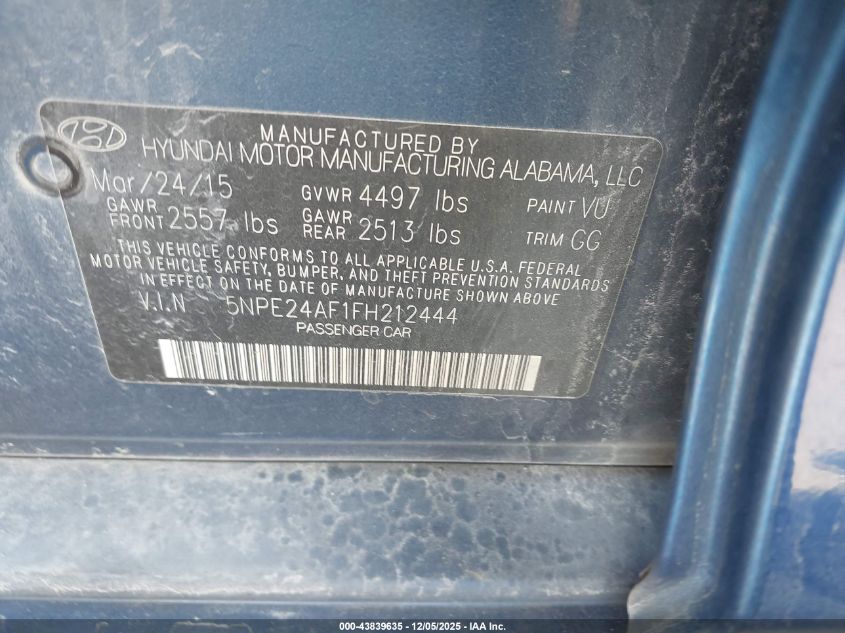 MANUFACTURED BY
HYUNDAI MOTOR MANUFACTURING ALABAMA, LLC
Mar/24/15 GVWR 4497 lbs PAINT VU
GAWR FRONT 2557 lbs GAWR REAR 2513 lbs TRIM GG
THIS VEHICLE CONFORMS TO ALL APPLICABLE U.S.A. FEDERAL
MOTOR VEHICLE SAFETY, BUMPER, AND THEFT PREVENTION STANDARDS
IN EFFECT ON THE DATE OF MANUFACTURE SHOWN ABOVE
V.I.N 5NPE24AF1FH212444
PASSENGER CAR
000-43839635 - 12/05/2025 - IAA Inc.